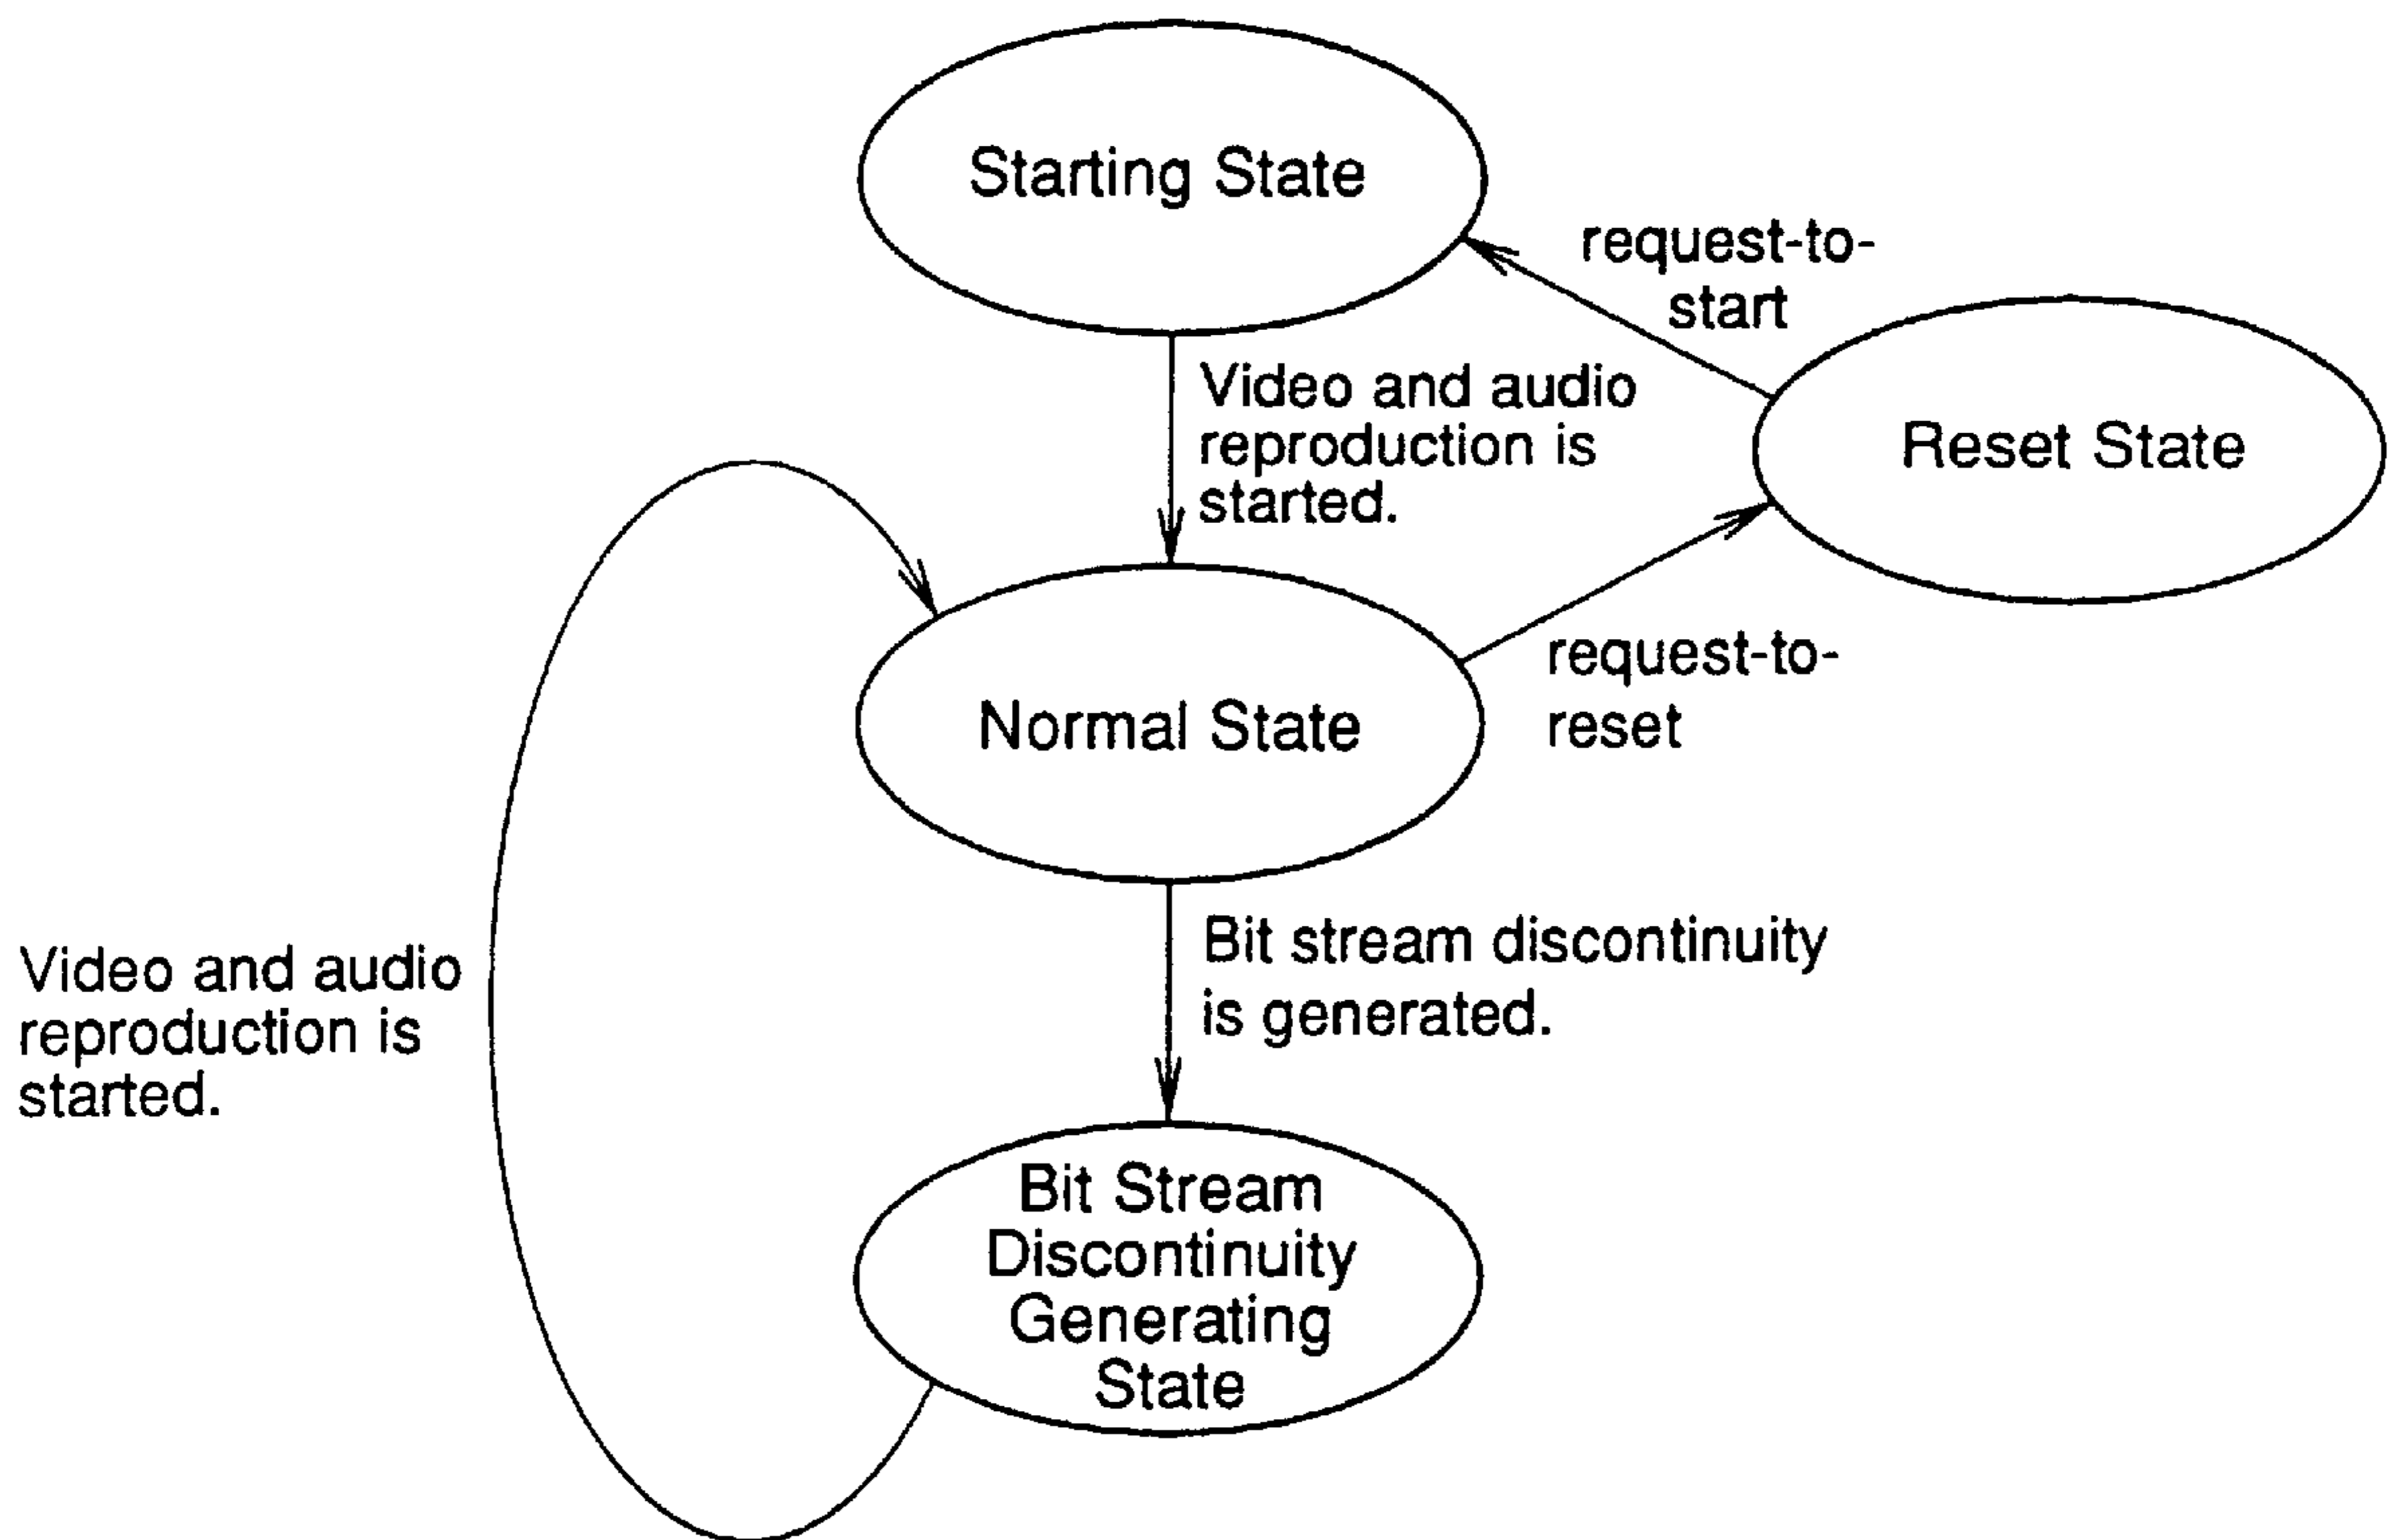 Starting State
request-to-
start
Video and audio
reproduction is
started.
Reset State
Normal State
request-to-
reset
Bit stream discontinuity
is generated.
Video and audio
reproduction is
started.
Bit Stream
Discontinuity
Generating
State